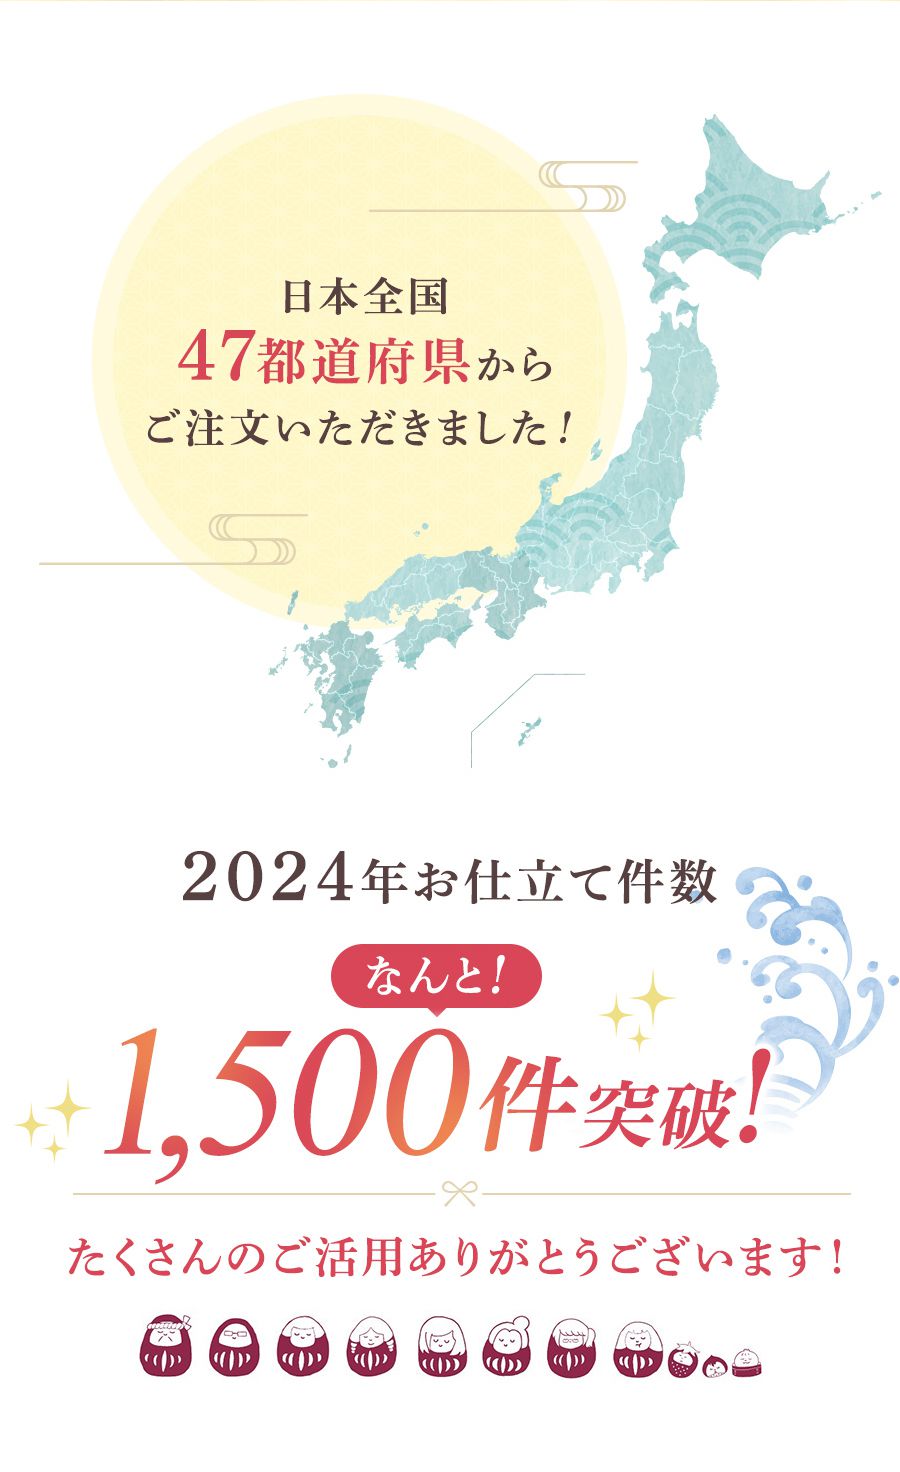 日本全国
47都道府県から
ご注文いただきました！
2024年お仕立て件数
なんと！
1,500件突破！
たくさんのご活用ありがとうございます！